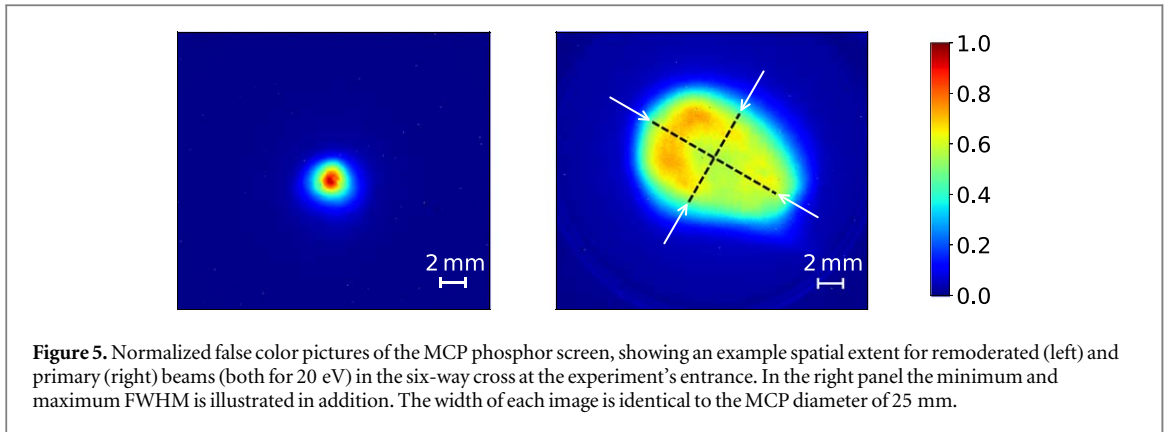 1.0
0.8
0.6
0.4
0.2
0.0
2 mm
2 mm
Figure 5. Normalized false color pictures of the MCP phosphor screen, showing an example spatial extent for remoderated (left) and
primary (right) beams (both for 20 eV) in the six-way cross at the experiment's entrance. In the right panel the minimum and
maximum FWHM is illustrated in addition. The width of each image is identical to the MCP diameter of 25 mm.